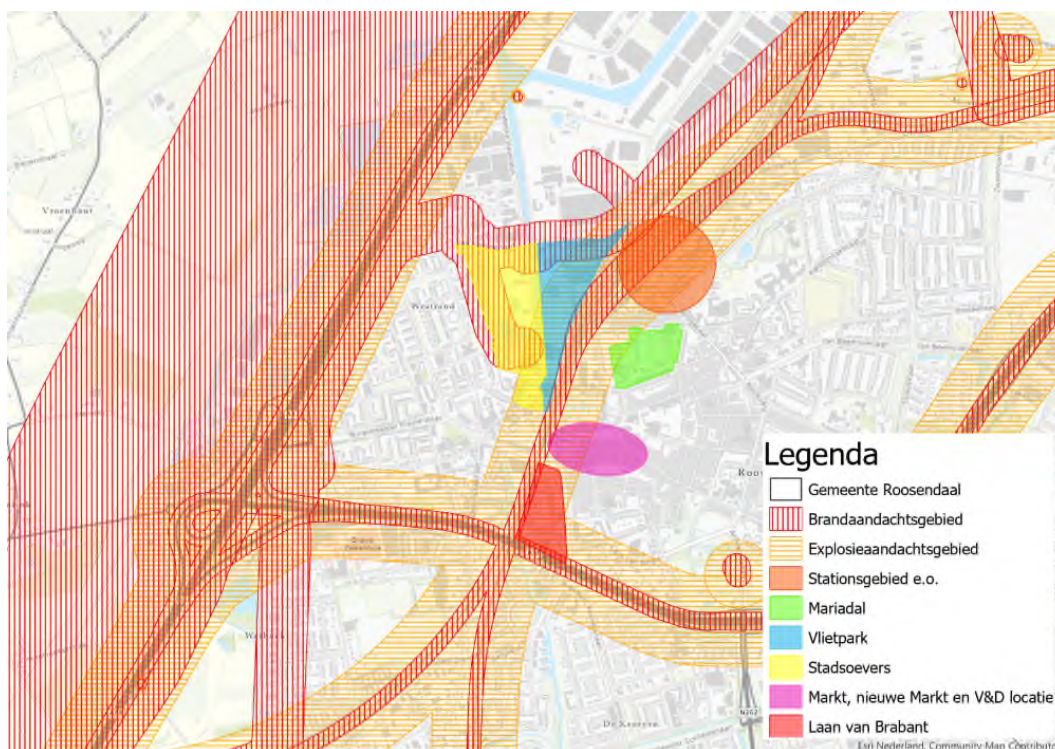 Vroenhout
Westrand
Legenda
Gemeente Roosendaal
Brandaandachtsgebied
Explosieaandachtsgebied
Stationsgebied e.o.
Mariadal
Vlietpark
Stadsoevers
Markt, nieuwe Markt en V&D locatie
Laan van Brabant
N262
Esri Nederland, Community Map Contribut